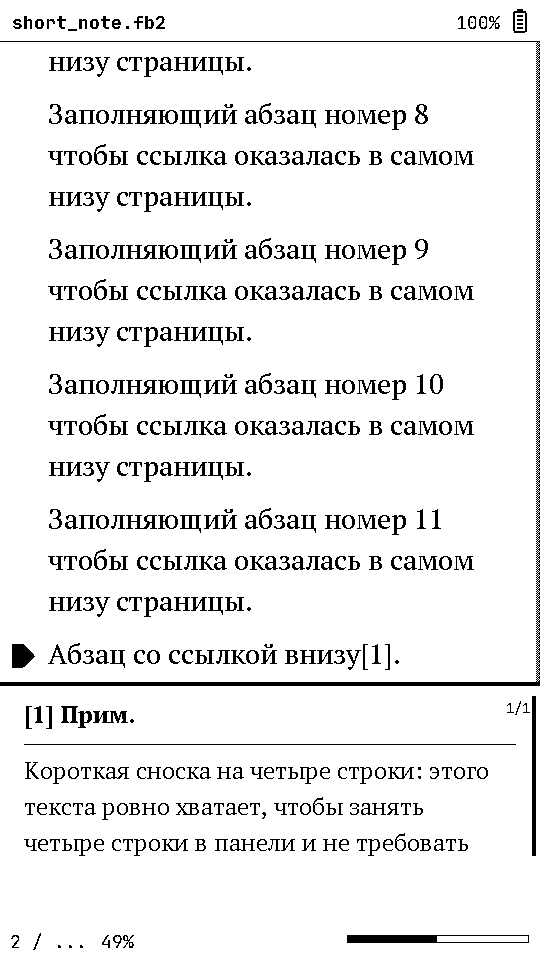 short_note.fb2 100%
низу страницы.
Заполняющий абзац номер 8
чтобы ссылка оказалась в самом
низу страницы.
Заполняющий абзац номер 9
чтобы ссылка оказалась в самом
низу страницы.
Заполняющий абзац номер 10
чтобы ссылка оказалась в самом
низу страницы.
Заполняющий абзац номер 11
чтобы ссылка оказалась в самом
низу страницы.
Абзац со ссылкой внизу[1].
[1] Прим. 1/1
Короткая сноска на четыре строки: этого
текста ровно хватает, чтобы занять
четыре строки в панели и не требовать
2 / ... 49%